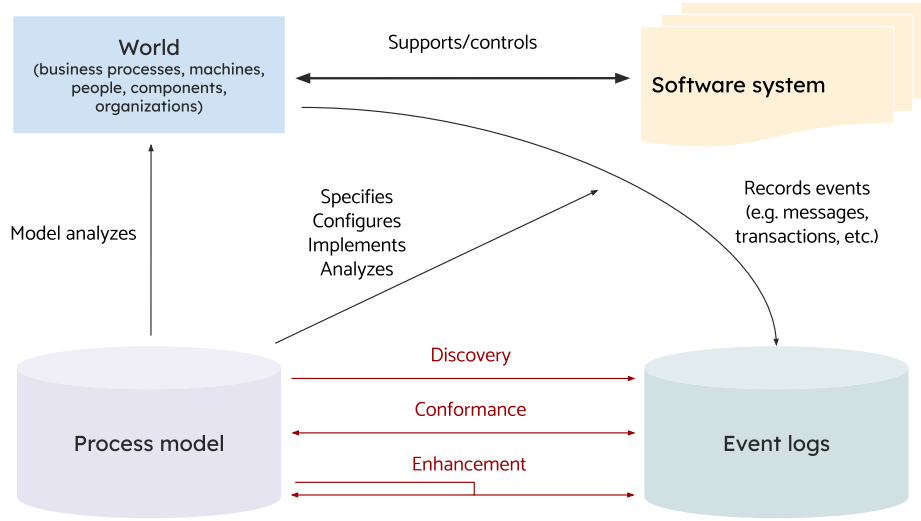 World
(business processes, machines,
people, components,
organizations)
Supports/controls
Software system
Model analyzes
Specifies
Configures
Implements
Analyzes
Records events
(e.g. messages,
transactions, etc.)
Process model
Discovery
Conformance
Enhancement
Event logs